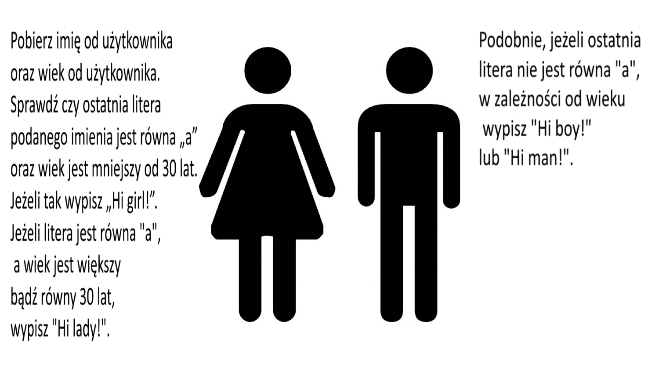 Pobierz imię od użytkownika
oraz wiek od użytkownika.
Sprawdź czy ostatnia litera
podanego imienia jest równa „a”
oraz wiek jest mniejszy od 30 lat.
Jeżeli tak wypisz „Hi girl!”.
Jeżeli litera jest równa "a",
a wiek jest większy
bądź równy 30 lat,
wypisz "Hi lady!".
Podobnie, jeżeli ostatnia
litera nie jest równa "a",
w zależności od wieku
wypisz "Hi boy!"
lub "Hi man!".